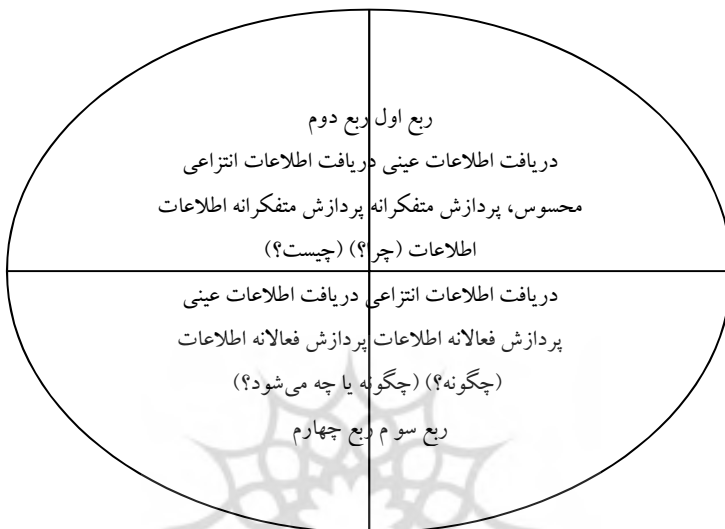 ربع اول ربع دوم
دریافت اطلاعات عینی دریافت اطلاعات انتزاعی
محسوس، پردازش متفکرانه پردازش متفکرانه اطلاعات
اطلاعات (چرا؟) (چیست؟)
دریافت اطلاعات انتزاعی دریافت اطلاعات عینی
پردازش فعالانه اطلاعات پردازش فعالانه اطلاعات
(چگونه؟) (چگونه یا چه می‌شود؟)
ربع سو م ربع چهارم